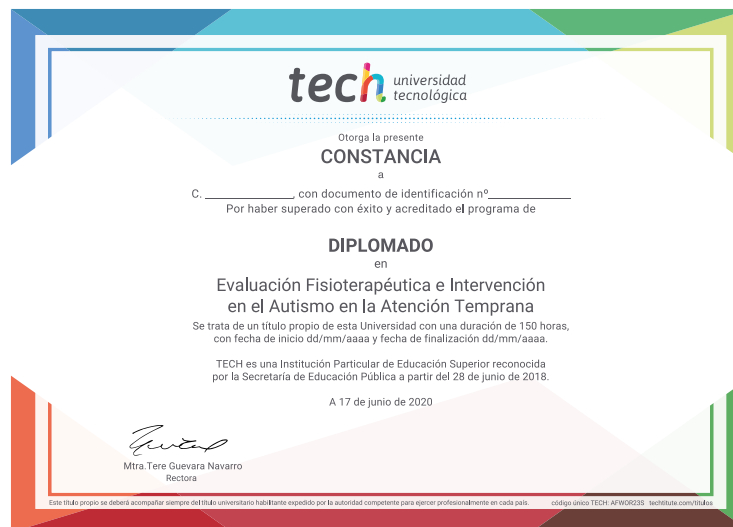 tech universidad
tecnológica
Otorga la presente
CONSTANCIA
a
C. ______________, con documento de identificación nº______________
Por haber superado con éxito y acreditado el programa de
DIPLOMADO
en
Evaluación Fisioterapéutica e Intervención
en el Autismo en la Atención Temprana
Se trata de un título propio de esta Universidad con una duración de 150 horas,
con fecha de inicio dd/mm/aaaa y fecha de finalización dd/mm/aaaa.
TECH es una Institución Particular de Educación Superior reconocida
por la Secretaría de Educación Pública a partir del 28 de junio de 2018.
A 17 de junio de 2020
Mtra.Tere Guevara Navarro
Rectora
Este título propio se deberá acompañar siempre del título universitario habilitante expedido por la autoridad competente para ejercer profesionalmente en cada país. código único TECH: AFWOR23S techtitute.com/titulos